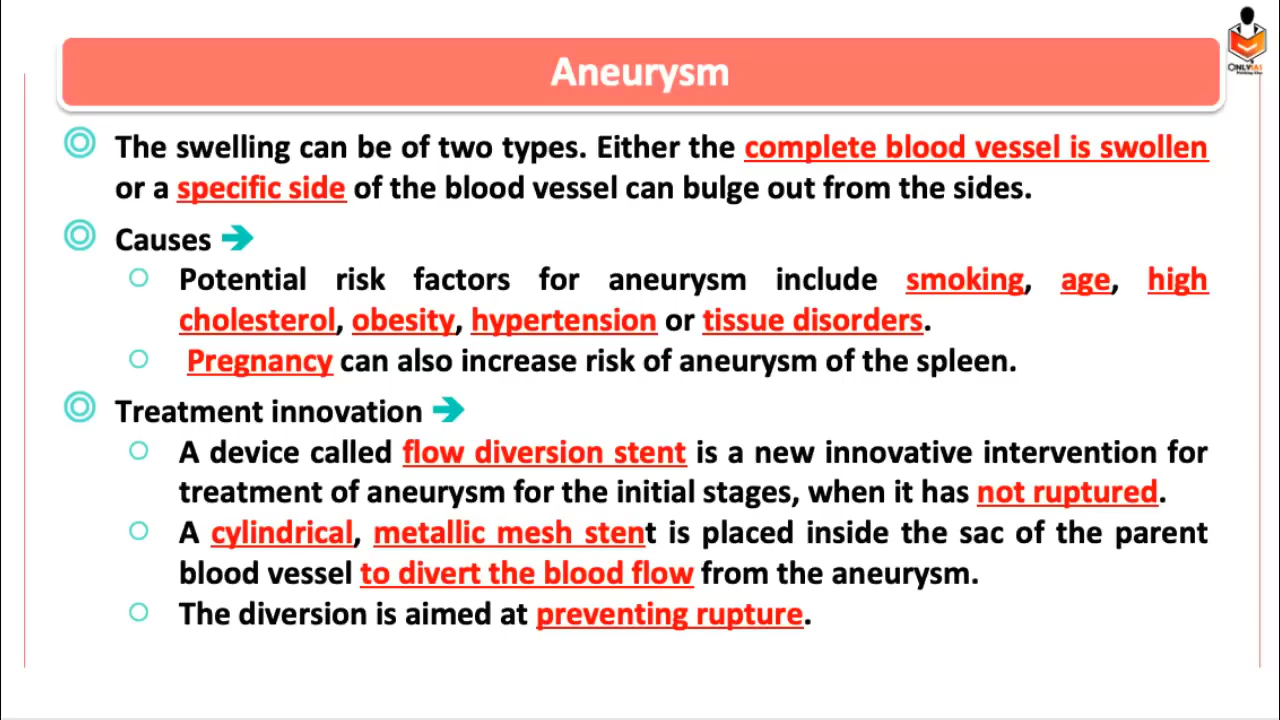 Aneurysm
The swelling can be of two types. Either the complete blood vessel is swollen
or a specific side of the blood vessel can bulge out from the sides.
Causes
Potential risk factors for aneurysm include smoking, age, high
cholesterol, obesity, hypertension or tissue disorders.
Pregnancy can also increase risk of aneurysm of the spleen.
Treatment innovation
A device called flow diversion stent is a new innovative intervention for
treatment of aneurysm for the initial stages, when it has not ruptured.
A cylindrical, metallic mesh stent is placed inside the sac of the parent
blood vessel to divert the blood flow from the aneurysm.
The diversion is aimed at preventing rupture.